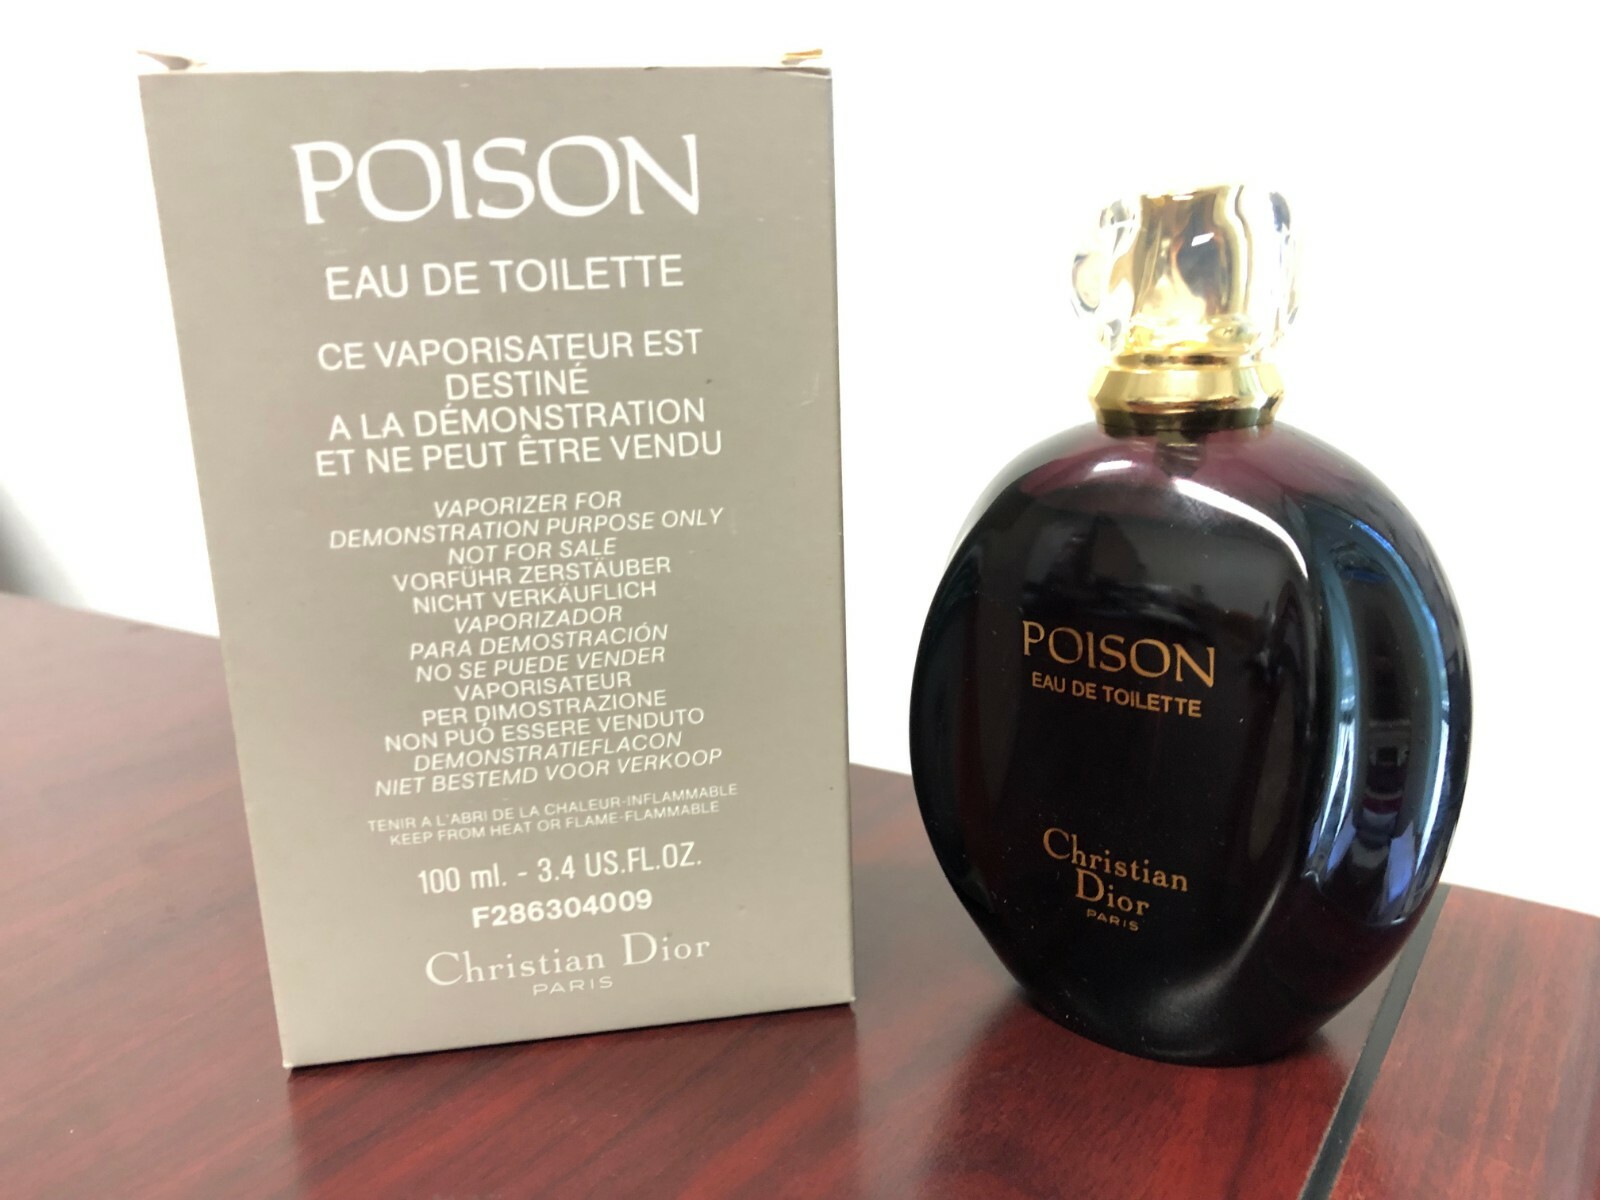 POISON
EAU DE TOILETTE
CE VAPORISATEUR EST
DESTINÉ
A LA DÉMONSTRATION
ET NE PEUT ÊTRE VENDU
VAPORIZER FOR
DEMONSTRATION PURPOSE ONLY
NOT FOR SALE
VORFÜHR ZERSTÄUBER
NICHT VERKÄUFLICH
VAPORIZADOR
PARA DEMOSTRACIÓN
NO SE PUEDE VENDER
VAPORISATEUR
PER DIMOSTRAZIONE
NON PUÒ ESSERE VENDUTO
DEMONSTRATIEFLACON
NIET BESTEMD VOOR VERKOOP
TENIR A L'ABRI DE LA CHALEUR-INFLAMMABLE
KEEP FROM HEAT OR FLAME-FLAMMABLE
100 ml. - 3.4 US.FL.OZ.
F286304009
Christian Dior
PARIS
POISON
EAU DE TOILETTE
Christian
Dior
PARIS